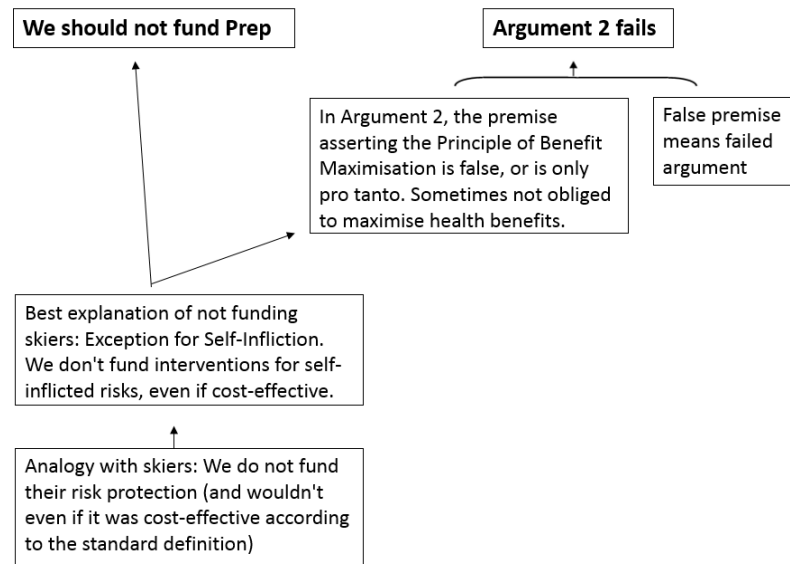 We should not fund Prep
Argument 2 fails
In Argument 2, the premise
asserting the Principle of Benefit
Maximisation is false, or is only
pro tanto. Sometimes not obliged
to maximise health benefits.
False premise
means failed
argument
Best explanation of not funding
skiers: Exception for Self-Infliction.
We don't fund interventions for self-
inflicted risks, even if cost-effective.
Analogy with skiers: We do not fund
their risk protection (and wouldn't
even if it was cost-effective according
to the standard definition)